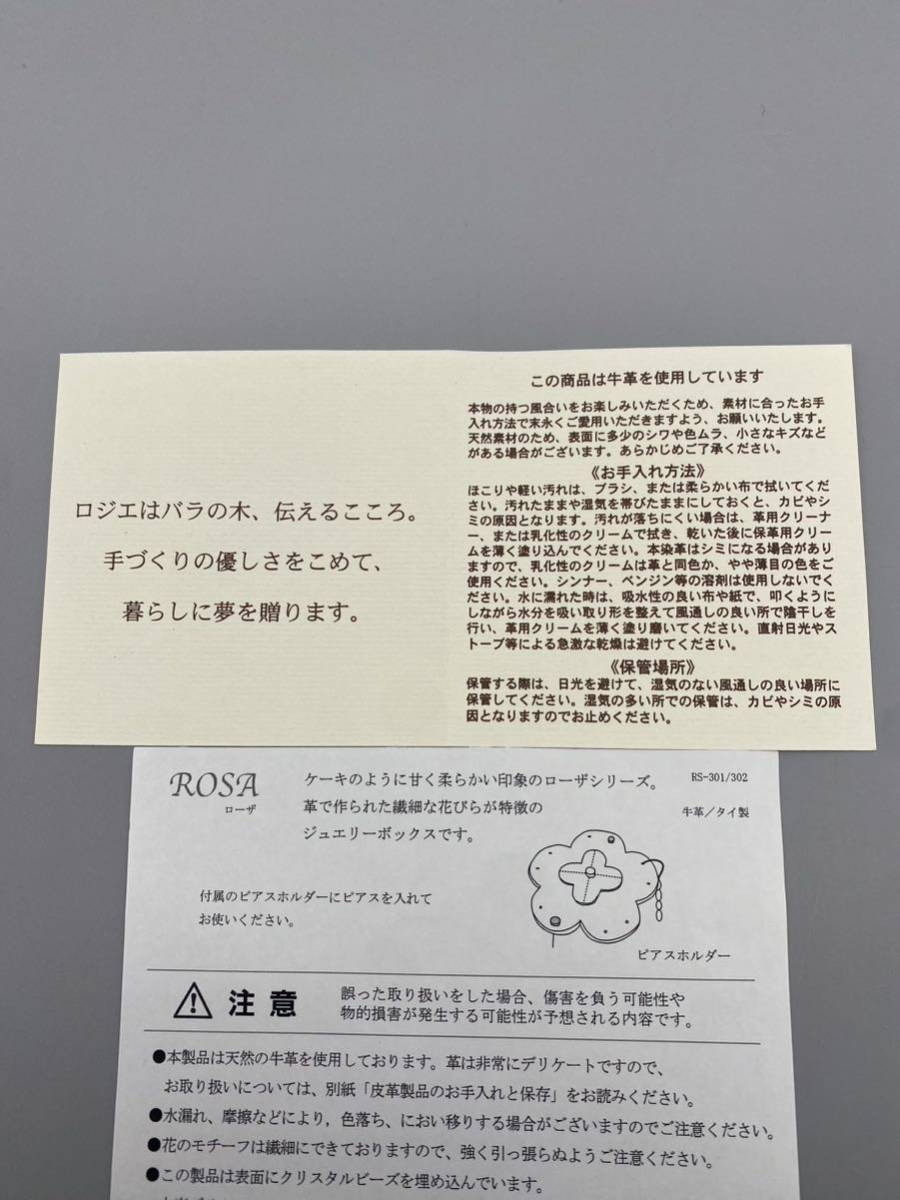 ロジエはバラの木、伝えるこころ。
手づくりの優しさをこめて、
暮らしに夢を贈ります。
この商品は牛革を使用しています
本物の持つ風合いをお楽しみいただくため、素材に合ったお手
入れ方法で末永くご愛用いただきますよう、お願いいたします。
天然素材のため、表面に多少のシワや色ムラ、小さなキズなど
がある場合がございます。あらかじめご了承ください。
《お手入れ方法》
ほこりや軽い汚れは、ブラシ、または柔らかい布で拭いてくだ
さい。汚れたままや湿気を帯びたままにしておくと、カビやシ
ミの原因となります。汚れが落ちにくい場合は、革用クリーナ
ー、または乳化性のクリームで拭き、乾いた後に保革用クリー
ムを薄く塗り込んでください。本染革はシミになる場合があり
ますので、乳化性のクリームは革と同色か、やや薄目の色をご
使用ください。シンナー、ベンジン等の溶剤は使用しないでく
ださい。水に濡れた時は、吸水性の良い布や紙で、叩くように
しながら水分を吸い取り形を整えて風通しの良い所で陰干しを
行い、革用クリームを薄く塗り磨いてください。直射日光やス
トーブ等による急激な乾燥は避けてください。
《保管場所》
保管する際は、日光を避けて、湿気のない風通しの良い場所に
保管してください。湿気の多い所での保管は、カビやシミの原
因となりますのでお止めください。
ROSA
ローザ
ケーキのように甘く柔らかい印象のローザシリーズ。
革で作られた繊細な花びらが特徴の
ジュエリーボックスです。
RS-301/302
牛革／タイ製
付属のピアスホルダーにピアスを入れて
お使いください。
ピアスホルダー
注意
誤った取り扱いをした場合、傷害を負う可能性や
物的損害が発生する可能性が予想される内容です。
●本製品は天然の牛革を使用しております。革は非常にデリケートですので、
お取り扱いについては、別紙「皮革製品のお手入れと保存」をお読みください。
●水漏れ、摩擦などにより，色落ち、におい移りする場合がございますのでご注意ください。
●花のモチーフは繊細にできておりますので、強く引っ張らぬようご注意ください。
●この製品は表面にクリスタルビーズを埋め込んでいます。